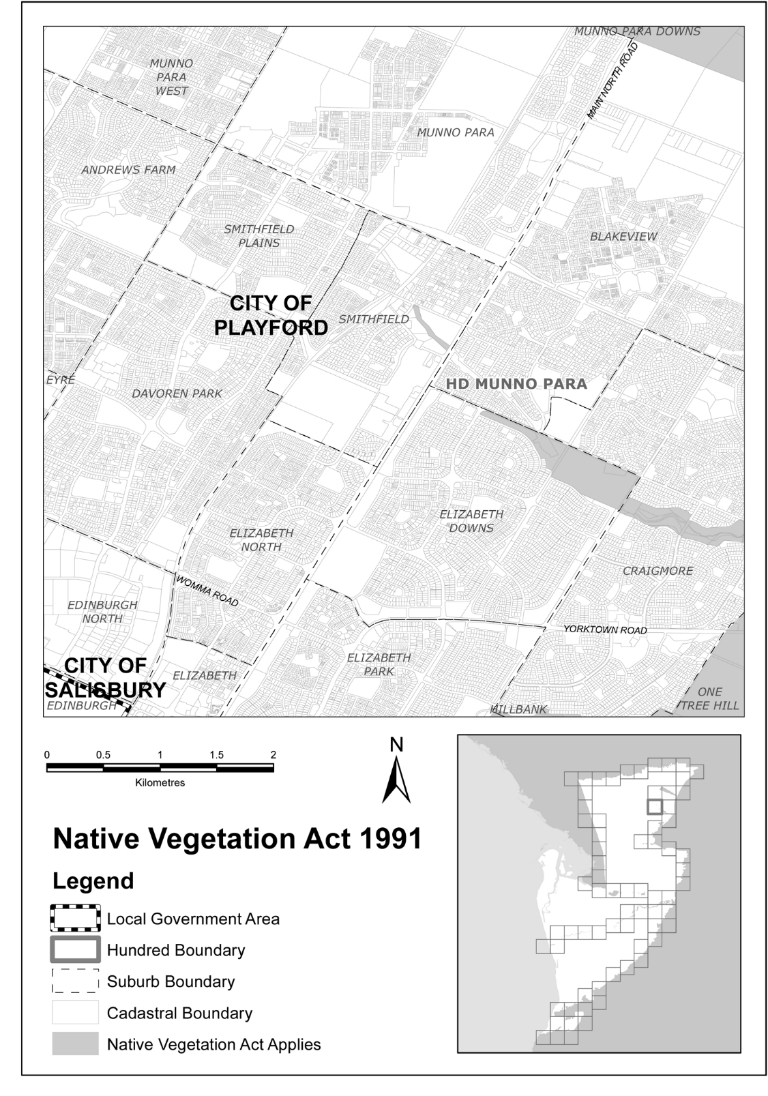 MUNNO PARA DOWNS
MAIN NORTH ROAD
MUNNO
PARA
WEST
MUNNO PARA
ANDREWS FARM
SMITHFIELD
PLAINS
BLAKEVIEW
CITY OF
PLAYFORD
SMITHFIELD
EYRE
DAVOREN PARK
HD MUNNO PARA
ELIZABETH
DOWNS
ELIZABETH
NORTH
CRAIGMORE
WOMMA ROAD
EDINBURGH
NORTH
YORKTOWN ROAD
CITY OF
SALISBURY
EDINBURGH
ELIZABETH
ELIZABETH
PARK
HILLBANK
ONE
TREE HILL
0 0.5 1 1.5 2
Kilometres
N
Native Vegetation Act 1991
Legend
Local Government Area
Hundred Boundary
Suburb Boundary
Cadastral Boundary
Native Vegetation Act Applies